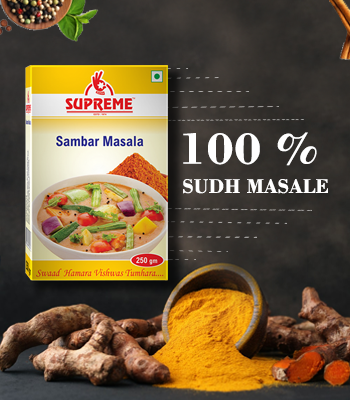 SUPREME
Sambar Masala
100 %
SUDH MASALE
250 gm
Swaad Hamara Vishwas Tumhara....